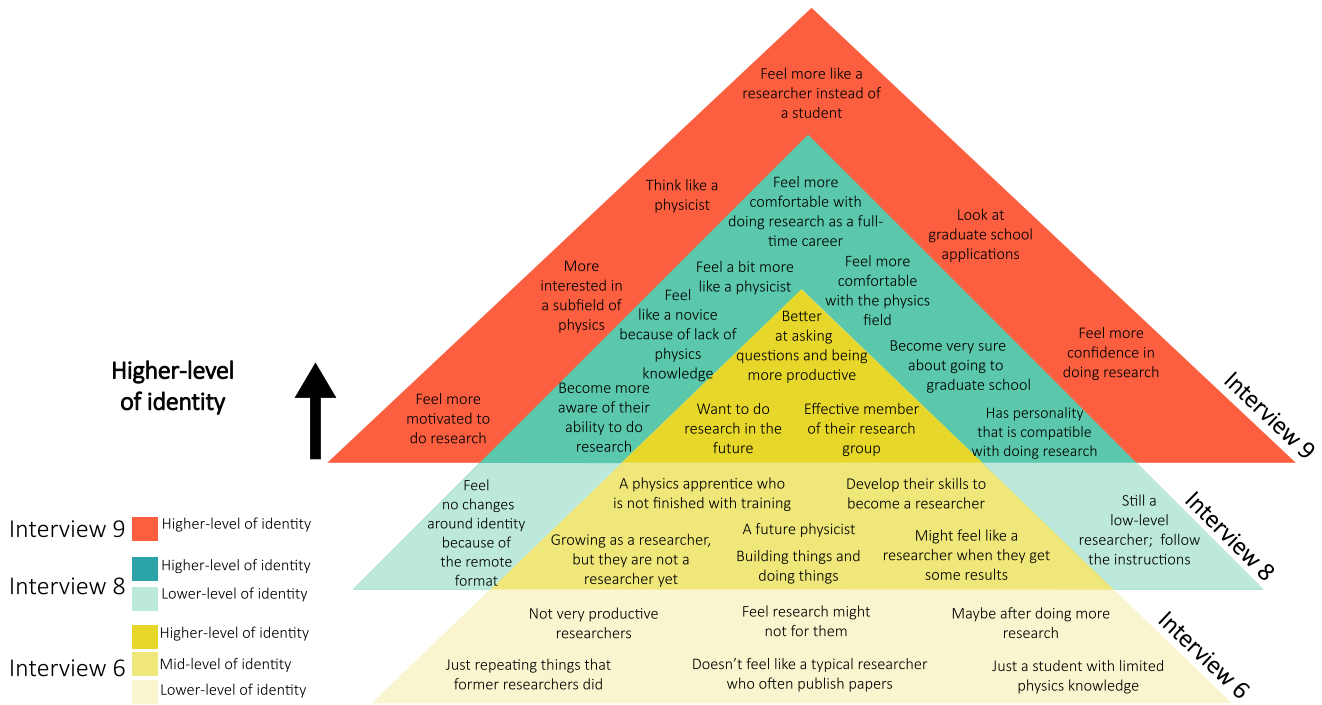 Feel more like a
researcher instead of
a student
Think like a
physicist
Feel more
comfortable with
doing research as a full-
time career
Look at
graduate school
applications
More
interested in
a subfield of
physics
Feel a bit more
like a physicist
Feel more
comfortable
with the physics
field
Feel
like a novice
because of lack of
physics
knowledge
Better
at asking
questions and being
more productive
Become very sure
about going to
graduate school
Feel more
confidence in
doing research
Higher-level
of identity
Feel more
motivated to
do research
Become more
aware of their
ability to do
research
Want to do
research in the
future
Effective member
of their research
group
Has personality
that is compatible
with doing research
Interview 9
Feel
no changes
around identity
because of
the remote
format
A physics apprentice who
is not finished with training
Develop their skills to
become a researcher
Growing as a researcher,
but they are not a
researcher yet
A future physicist
Building things and
doing things
Might feel like a
researcher when they get
some results
Still a
low-level
researcher; follow
the instructions
Interview 8
Not very productive
researchers
Feel research might
not for them
Maybe after doing more
research
Just repeating things that
former researchers did
Doesn't feel like a typical researcher
who often publish papers
Just a student with limited
physics knowledge
Interview 6
Interview 9
Higher-level of identity
Interview 8
Higher-level of identity
Lower-level of identity
Interview 6
Higher-level of identity
Mid-level of identity
Lower-level of identity